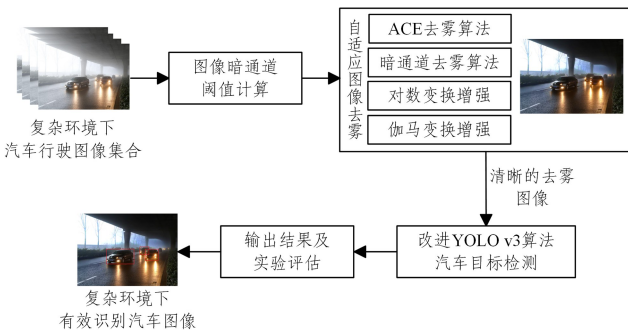 复杂环境下
汽车行驶图像集合
图像暗通道
阈值计算
自适应图像去雾
ACE去雾算法
暗通道去雾算法
对数变换增强
伽马变换增强
清晰的去雾
图像
改进YOLO v3算法
汽车目标检测
输出结果及
实验评估
复杂环境下
有效识别汽车图像